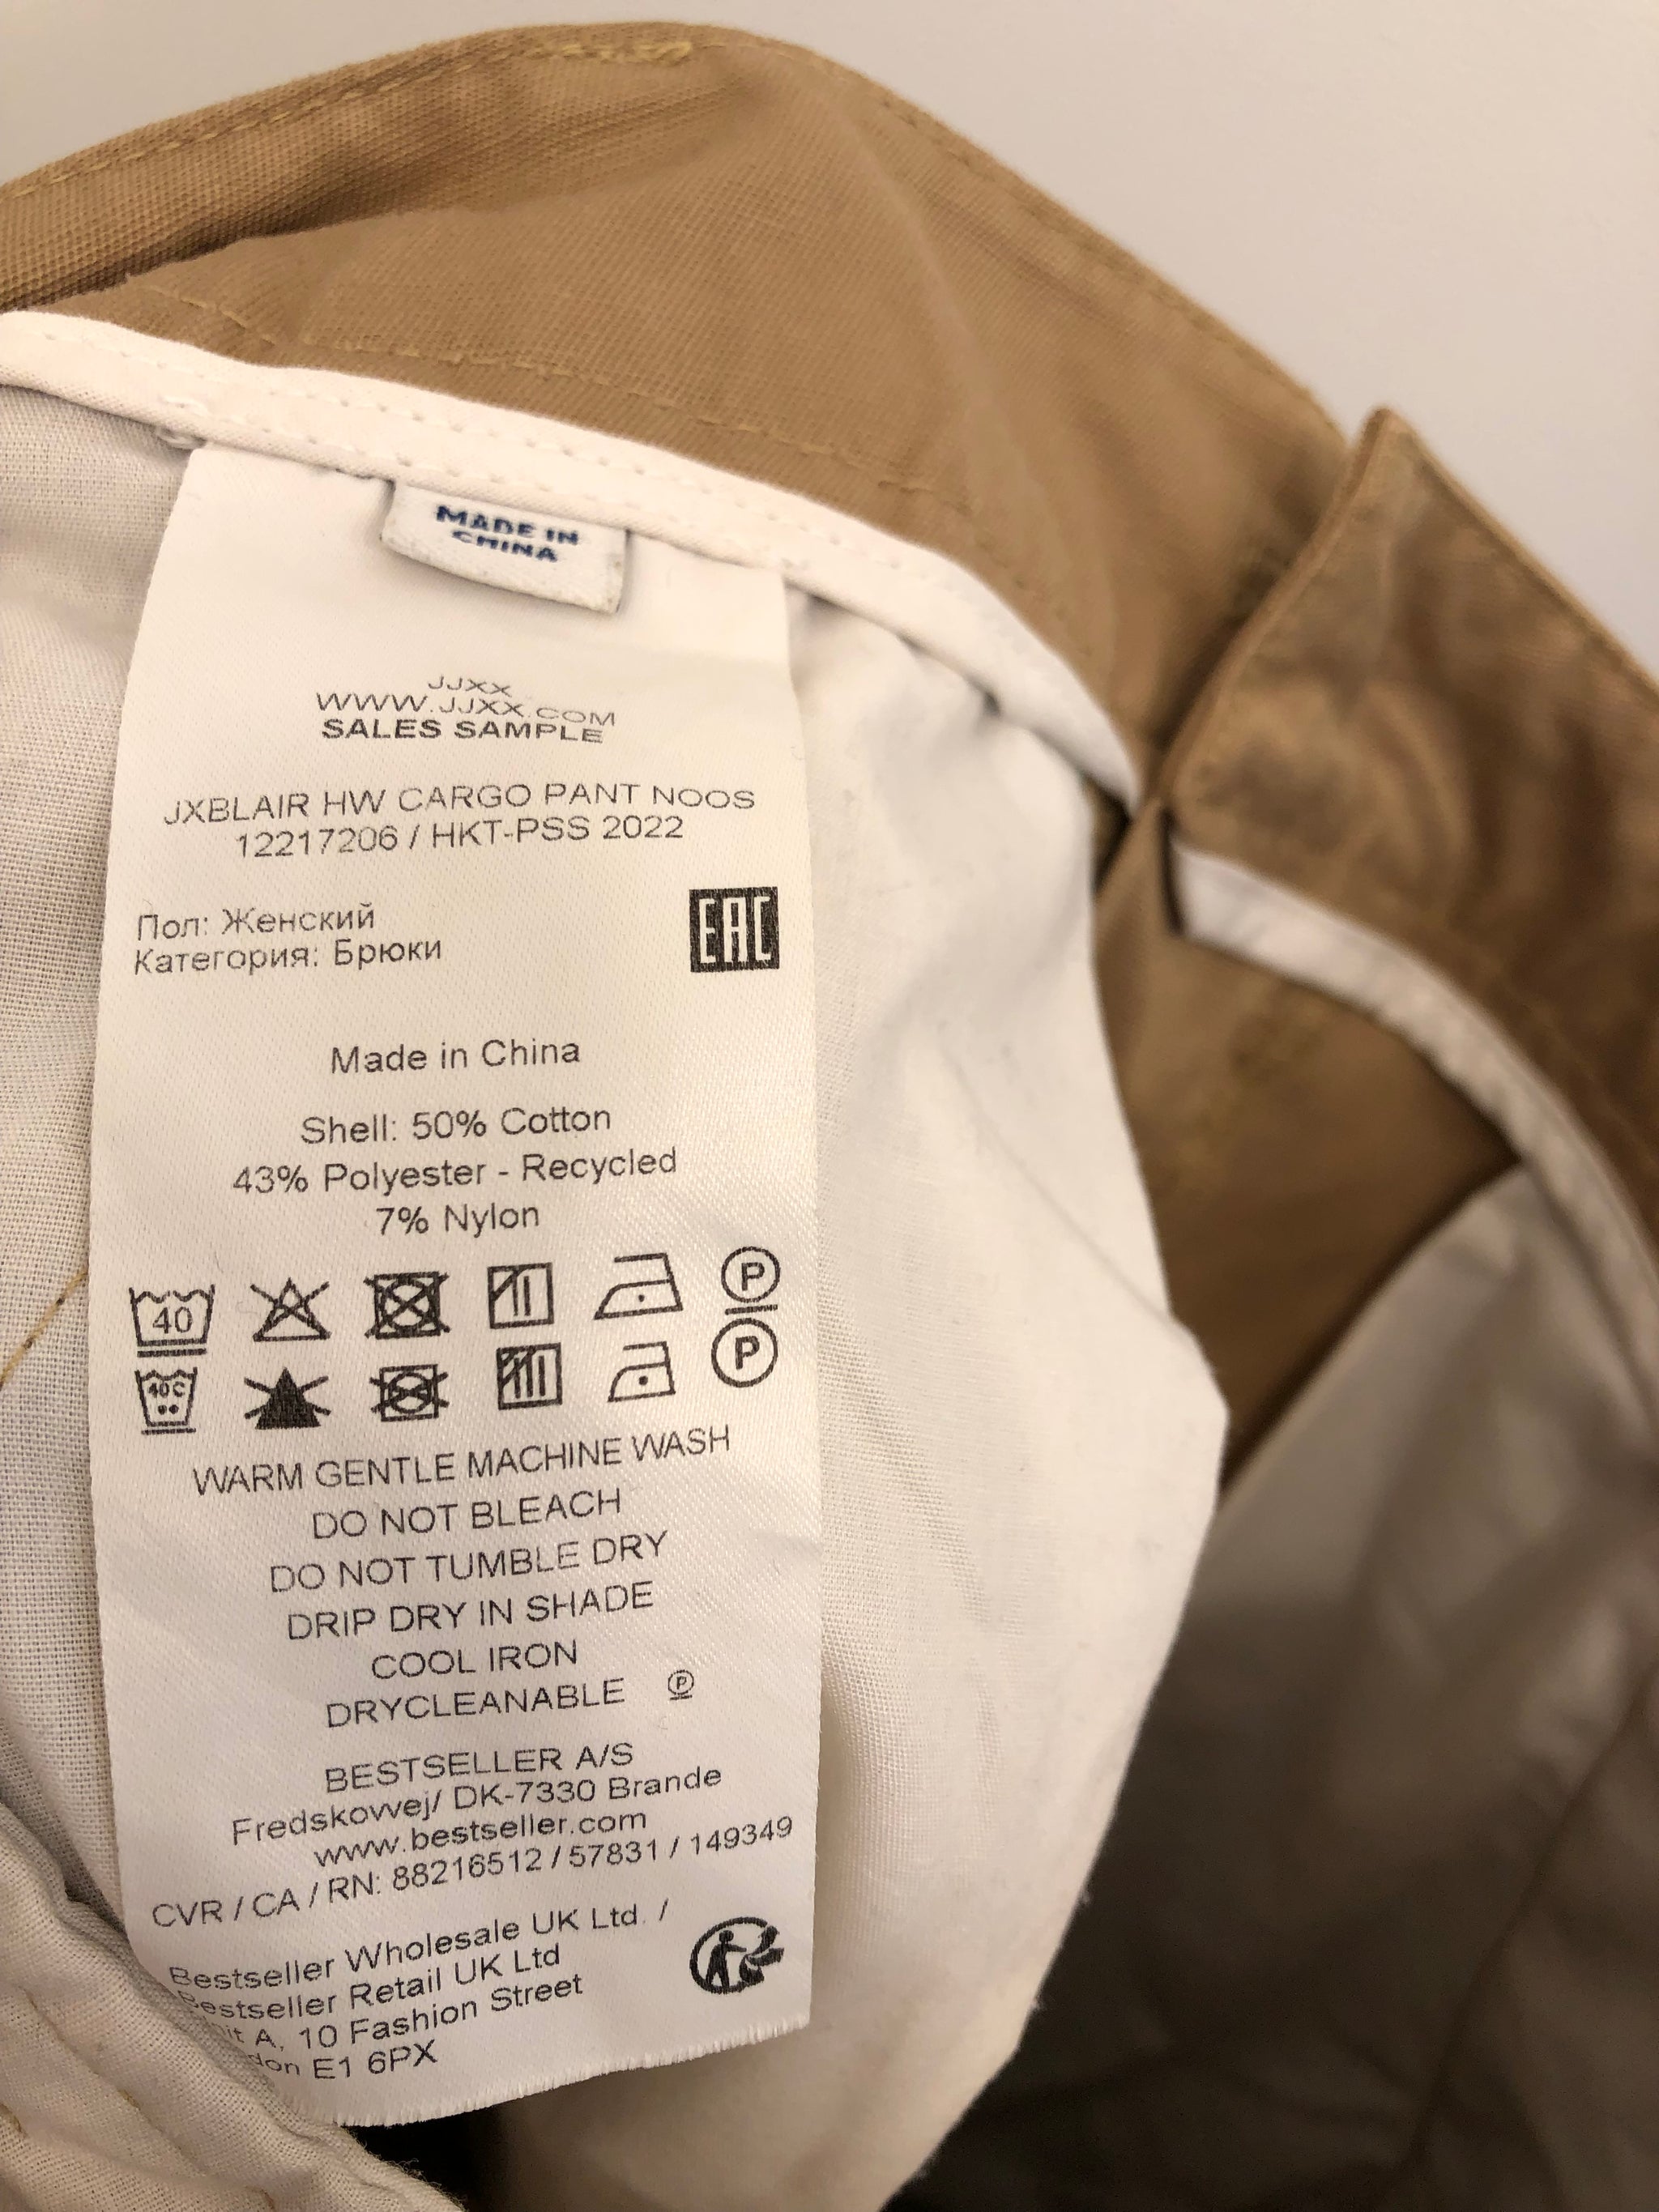 MADE IN
CHINA
JJXX
WWW.JJXX.COM
SALES SAMPLE
JXBLAIR HW CARGO PANT NOOS
12217206 / HKT-PSS 2022
Пол: Женский
Категория: Брюки
EAC
Made in China
Shell: 50% Cotton
43% Polyester - Recycled
7% Nylon
40 P
40 C P
WARM GENTLE MACHINE WASH
DO NOT BLEACH
DO NOT TUMBLE DRY
DRIP DRY IN SHADE
COOL IRON
DRYCLEANABLE P
BESTSELLER A/S
Fredskovvej/ DK-7330 Brande
www.bestseller.com
CVR / CA / RN: 88216512 / 57831 / 149349
Bestseller Wholesale UK Ltd. /
Bestseller Retail UK Ltd
A, 10 Fashion Street
E1 6PX